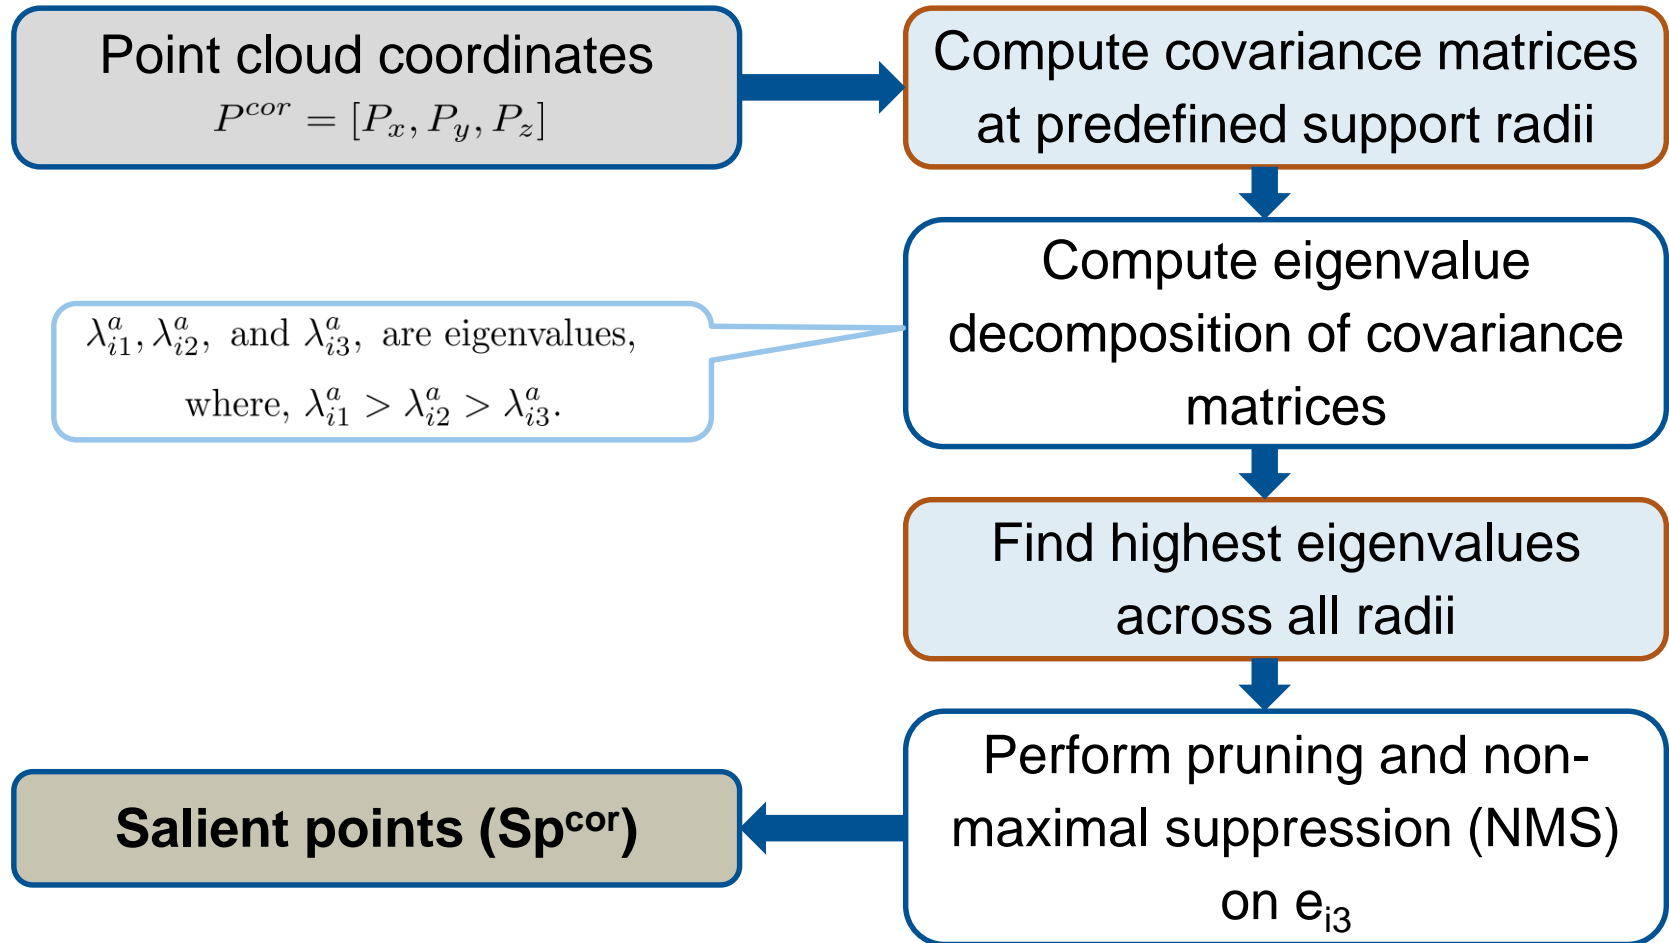 Point cloud coordinates
P^{cor} = [P_x, P_y, P_z]
Compute covariance matrices
at predefined support radii
Compute eigenvalue
decomposition of covariance
matrices
λ^a_{i1}, λ^a_{i2}, and λ^a_{i3}, are eigenvalues,
where, λ^a_{i1} > λ^a_{i2} > λ^a_{i3}.
Find highest eigenvalues
across all radii
Perform pruning and non-
maximal suppression (NMS)
on e_{i3}
Salient points (Sp^{cor})